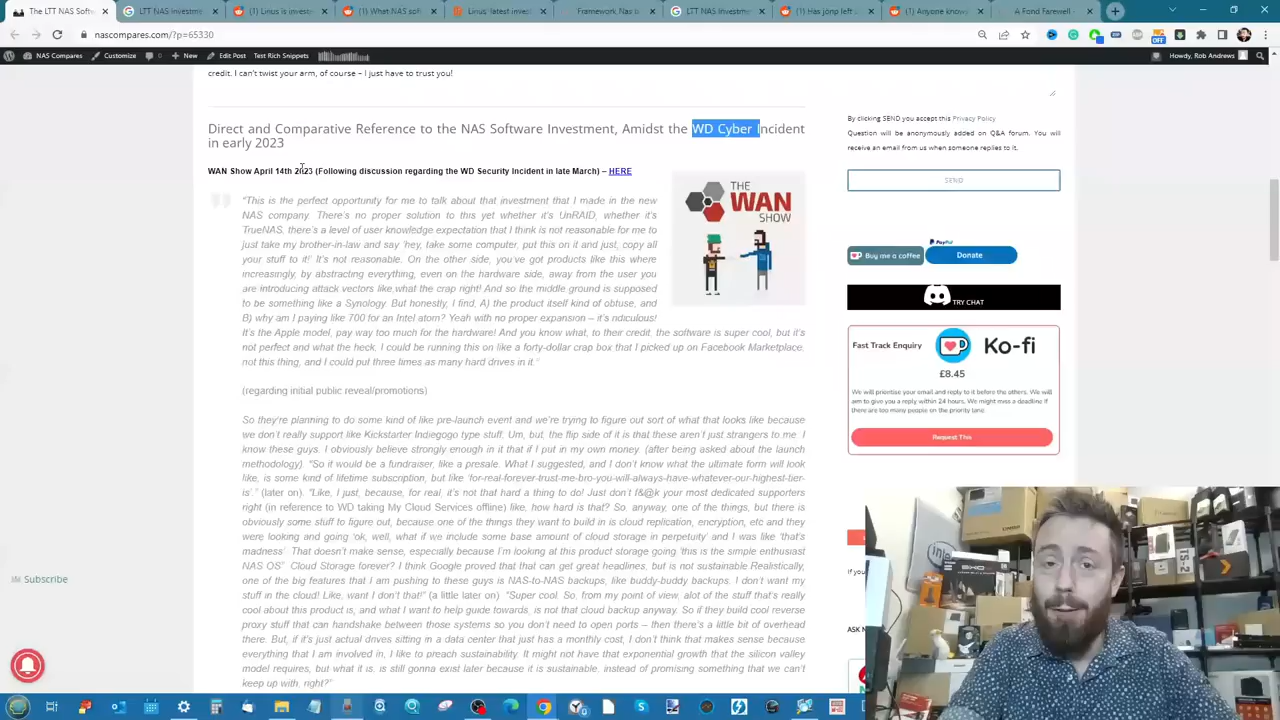 The LTT NAS Software
LTT NAS
What NAS sof
Linus latest i
Framework Na
LTT NAS Investmen
Has Jonp left
Areadne
A Fond Farewell
nascompares.com/?p=65330
NAS Compares
Customize
0
New
Edit Post
Test Rich Snippets
Howdy, Rob Andrews
credit. I can't twist your arm, of course – I just have to trust you!
Direct and Comparative Reference to the NAS Software Investment, Amidst the WD Cyber Incident
in early 2023
WAN Show April 14th 2023 (Following discussion regarding the WD Security Incident in late March) – HERE
"This is the perfect opportunity for me to talk about that investment that I made in the new
NAS company. There's no proper solution to this yet whether it's UnRAID, whether it's
TrueNAS, there's a level of user knowledge expectation that I think is not reasonable for me to
just take my brother-in-law and say 'hey, take some computer, put this on it and just, copy all
your stuff to it!' It's not reasonable. On the other side, you've got products like this where
increasingly, by abstracting everything, even on the hardware side, away from the user you
are introducing attack vectors like,what the crap right! And so the middle ground is supposed
to be something like a Synology. But honestly, I find, A) the product itself kind of obtuse, and
B) why am I paying like 700 for an Intel atom? Yeah with no proper expansion – it's ridiculous!
It's the Apple model, pay way too much for the hardware! And you know what, to their credit, the software is super cool, but it's
not perfect and what the heck, I could be running this on like a forty-dollar crap box that I picked up on Facebook Marketplace,
not this thing, and I could put three times as many hard drives in it."
THE
WAN
SHOW
(regarding initial public reveal/promotions)
So they're planning to do some kind of like pre-launch event and we're trying to figure out sort of what that looks like because
we don't really support like Kickstarter Indiegogo type stuff. Um, but, the flip side of it is that these aren't just strangers to me. I
know these guys. I obviously believe strongly enough in it that if I put in my own money. (after being asked about the launch
methodology). "So it would be a fundraiser, like a presale. What I suggested, and I don't know what the ultimate form will look
like, is some kind of lifetime subscription, but like 'for-real-forever-trust-me-bro-you-will-always-have-whatever-our-highest-tier-
is'." (later on). "Like, I just, because, for real, it's not that hard a thing to do! Just don't f&@k your most dedicated supporters
right (in reference to WD taking My Cloud Services offline) like, how hard is that? So, anyway, one of the things, but there is
obviously some stuff to figure out, because one of the things they want to build in is cloud replication, encryption, etc and they
were looking and going 'ok, well, what if we include some base amount of cloud storage in perpetuity' and I was like 'that's
madness'. That doesn't make sense, especially because I'm looking at this product storage going 'this is the simple enthusiast
NAS OS". Cloud Storage forever? I think Google proved that that can get great headlines, but is not sustainable Realistically,
one of the big features that I am pushing to these guys is NAS-to-NAS backups, like buddy-buddy backups. I don't want my
stuff in the cloud! Like, want I don't that!" (a little later on) "Super cool. So, from my point of view, alot of the stuff that's really
cool about this product is, and what I want to help guide towards, is not that cloud backup anyway. So if they build cool reverse
proxy stuff that can handshake between those systems so you don't need to open ports – then there's a little bit of overhead
there. But, if it's just actual drives sitting in a data center that just has a monthly cost, I don't think that makes sense because
everything that I am involved in, I like to preach sustainability. It might not have that exponential growth that the silicon valley
model requires, but what it is, is still gonna exist later because it is sustainable, instead of promising something that we can't
keep up with, right?"
By clicking SEND you accept this Privacy Policy
Question will be anonymously added on Q&A forum. You will
receive an email from us when someone replies to it.
SEND
PayPal
Buy me a coffee
Donate
TRY CHAT
Fast Track Enquiry
Ko-fi
£8.45
We will prioritise your email and reply to it before the others. We will
aim to give you a reply within 24 hours. We might miss a deadline if
there are too many people on the priority lane
Request This
If you
ASK N
Subscribe
intel